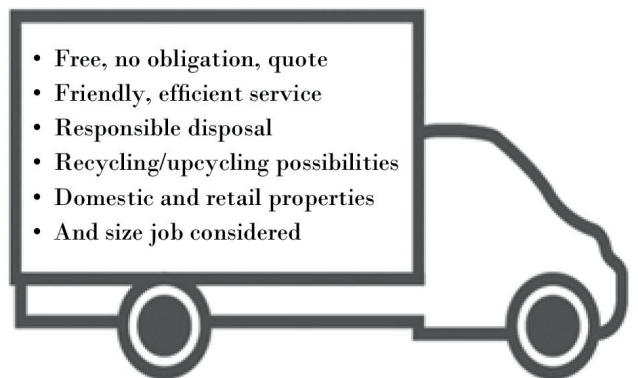 • Free, no obligation, quote
• Friendly, efficient service
• Responsible disposal
• Recycling/upcycling possibilities
• Domestic and retail properties
• And size job considered